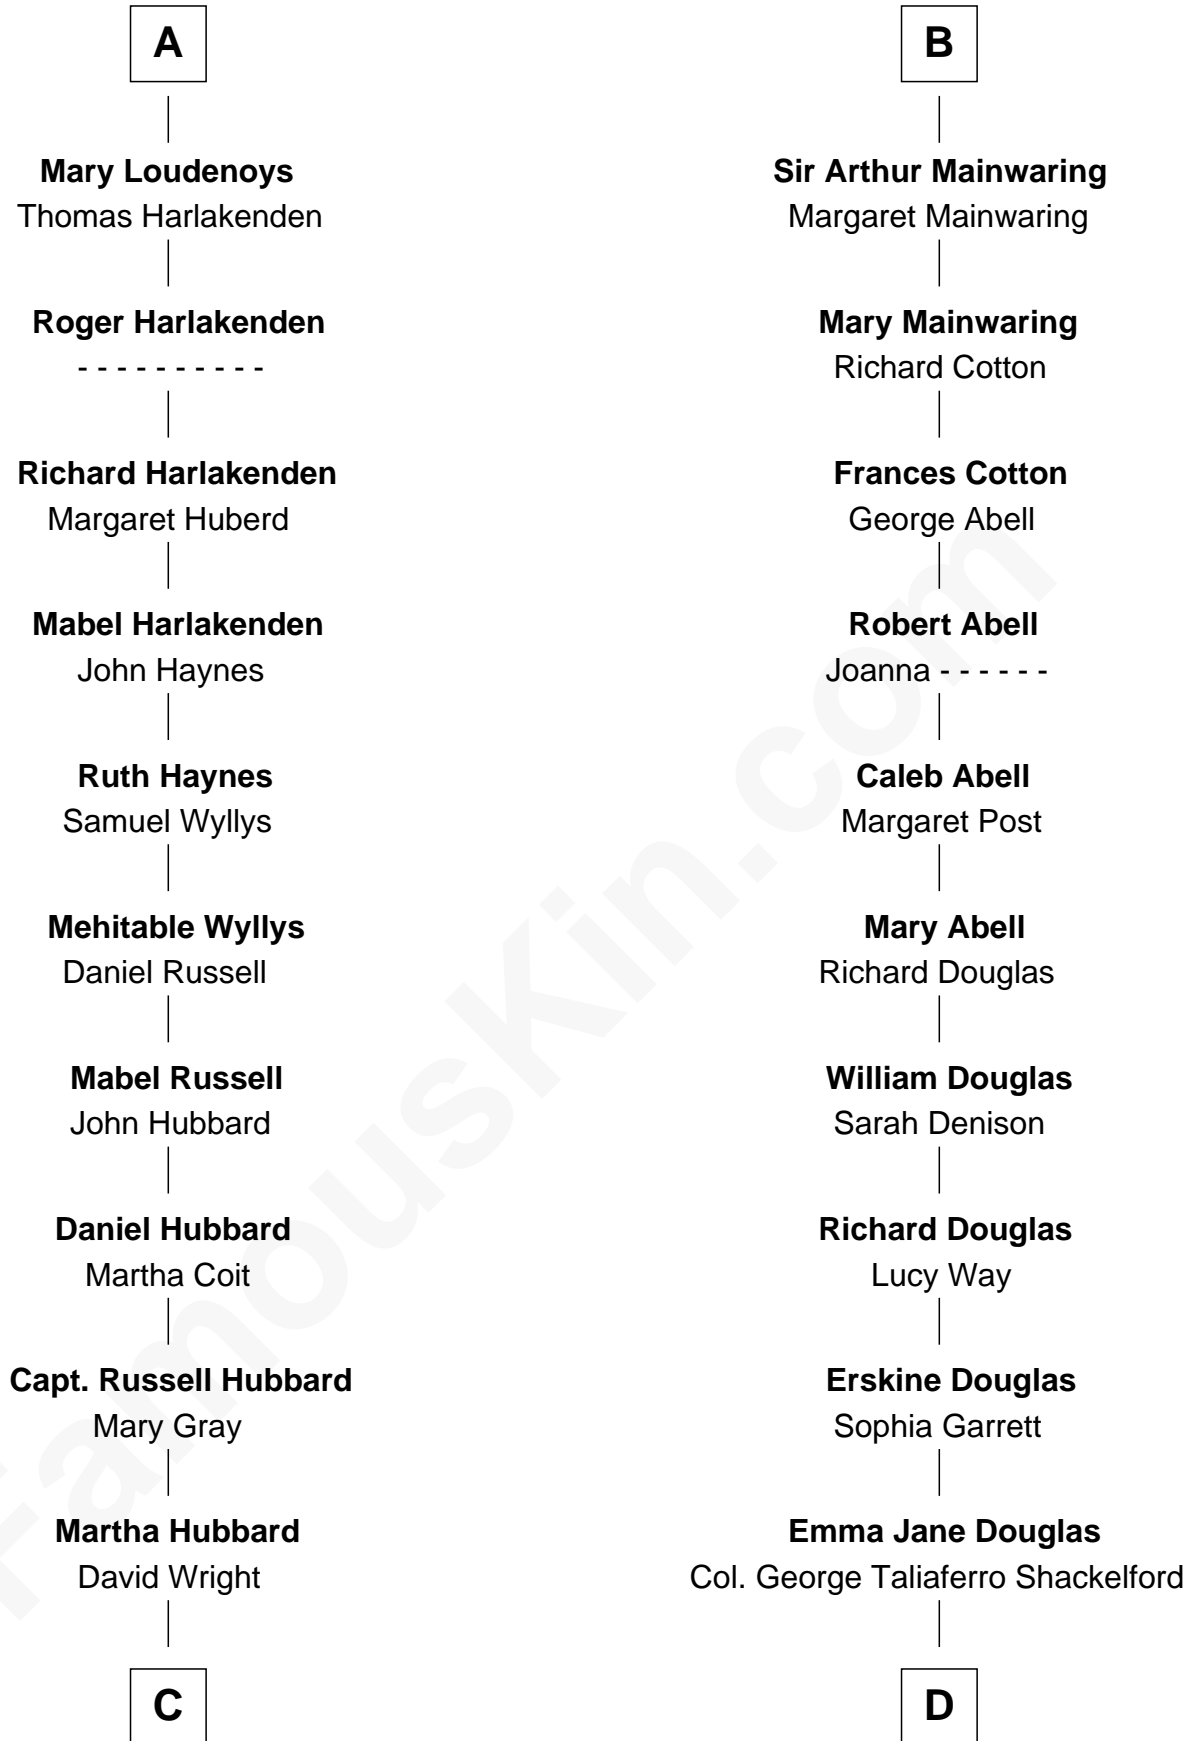 A
Mary Loudenoys
Thomas Harlakenden
Roger Harlakenden
- - - - - - - - - -
Richard Harlakenden
Margaret Huberd
Mabel Harlakenden
John Haynes
Ruth Haynes
Samuel Wyllys
Mehitable Wyllys
Daniel Russell
Mabel Russell
John Hubbard
Daniel Hubbard
Martha Coit
Capt. Russell Hubbard
Mary Gray
Martha Hubbard
David Wright
C
B
Sir Arthur Mainwaring
Margaret Mainwaring
Mary Mainwaring
Richard Cotton
Frances Cotton
George Abell
Robert Abell
Joanna - - - - - -
Caleb Abell
Margaret Post
Mary Abell
Richard Douglas
William Douglas
Sarah Denison
Richard Douglas
Lucy Way
Erskine Douglas
Sophia Garrett
Emma Jane Douglas
Col. George Taliaferro Shackelford
D
FamousKin.com